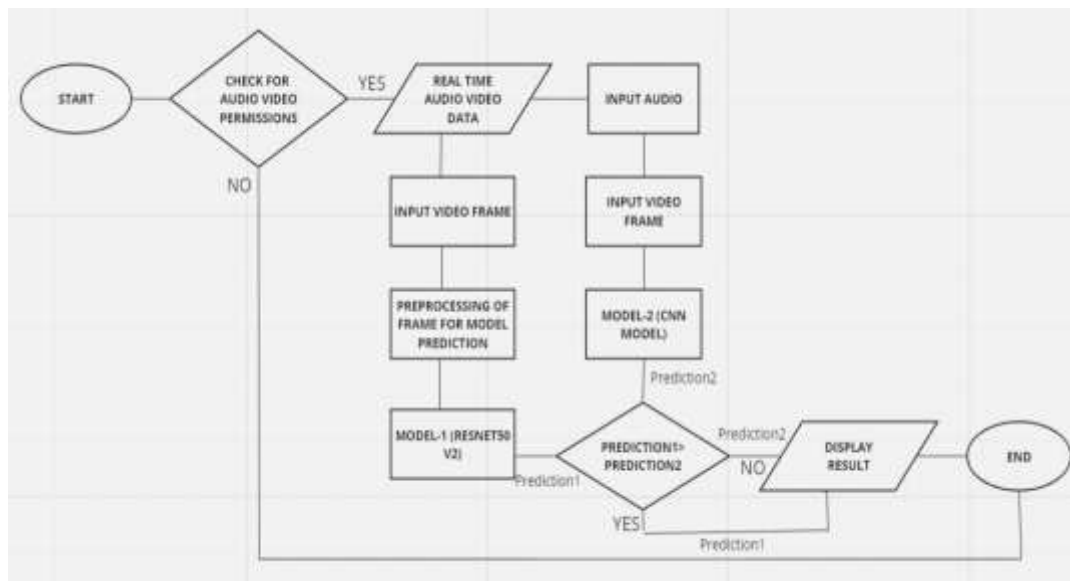 START
CHECK FOR
AUDIO VIDEO
PERMISSIONS
YES
REAL TIME
AUDIO VIDEO
DATA
INPUT AUDIO
NO
INPUT VIDEO FRAME
INPUT VIDEO
FRAME
PREPROCESSING OF
FRAME FOR MODEL
PREDICTION
MODEL-2 (CNN
MODEL)
Prediction2
MODEL-1 (RESNET50
V2)
Prediction1
PREDICTION1>
PREDICTION2
Prediction2
NO
DISPLAY
RESULT
END
YES
Prediction1